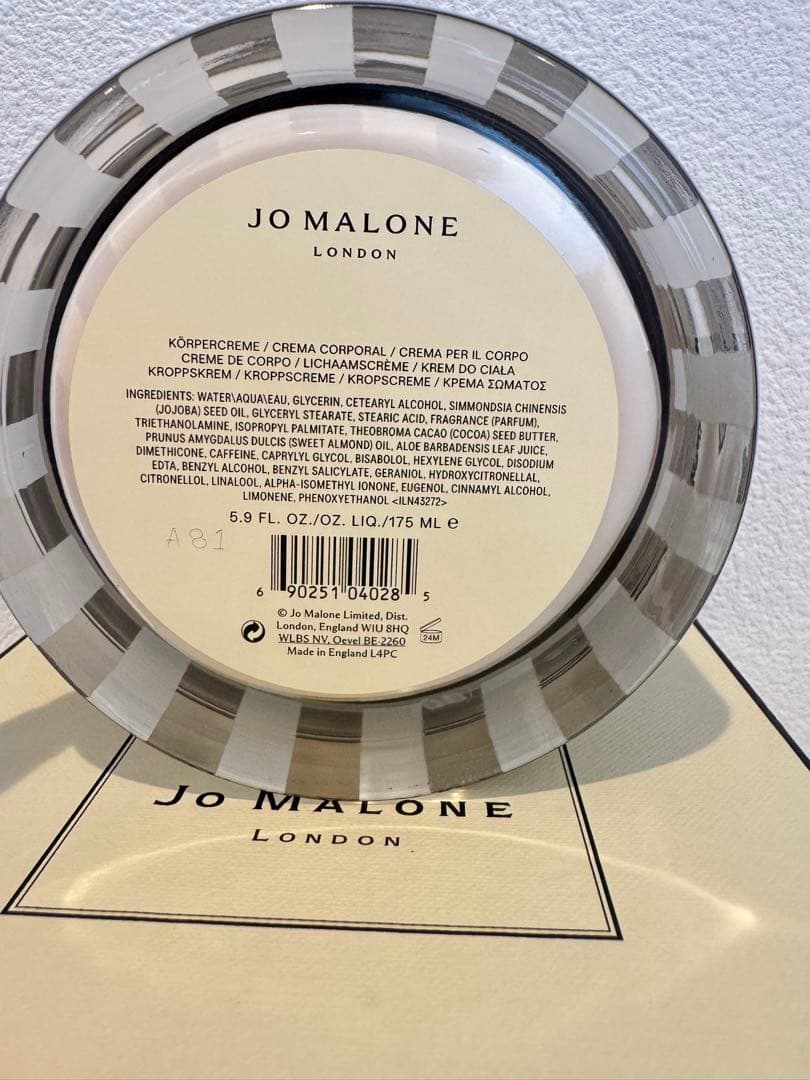 JO MALONE
LONDON
KÖRPERCREME / CREMA CORPORAL / CREMA PER IL CORPO
CREME DE CORPO / LICHAAMSCRÈME / KREM DO CIAŁA
KROPPSKREM / KROPPSCREME / KROPSCREME / ΚΡΕΜΑ ΣΩΜΑΤΟΣ
INGREDIENTS: WATER\AQUA\EAU, GLYCERIN, CETEARYL ALCOHOL, SIMMONDSIA CHINENSIS
(JOJOBA) SEED OIL, GLYCERYL STEARATE, STEARIC ACID, FRAGRANCE (PARFUM),
TRIETHANOLAMINE, ISOPROPYL PALMITATE, THEOBROMA CACAO (COCOA) SEED BUTTER,
PRUNUS AMYGDALUS DULCIS (SWEET ALMOND) OIL, ALOE BARBADENSIS LEAF JUICE,
DIMETHICONE, CAFFEINE, CAPRYLYL GLYCOL, BISABOLOL, HEXYLENE GLYCOL, DISODIUM
EDTA, BENZYL ALCOHOL, BENZYL SALICYLATE, GERANIOL, HYDROXYCITRONELLAL,
CITRONELLOL, LINALOOL, ALPHA-ISOMETHYL IONONE, EUGENOL, CINNAMYL ALCOHOL,
LIMONENE, PHENOXYETHANOL <ILN43272>
5.9 FL. OZ./OZ. LIQ./175 ML ℮
A81
6 90251 04028 5
© Jo Malone Limited, Dist.
London, England W1U 8HQ
WLBS NV, Oevel BE-2260
Made in England L4PC
24M
JO MALONE
LONDON